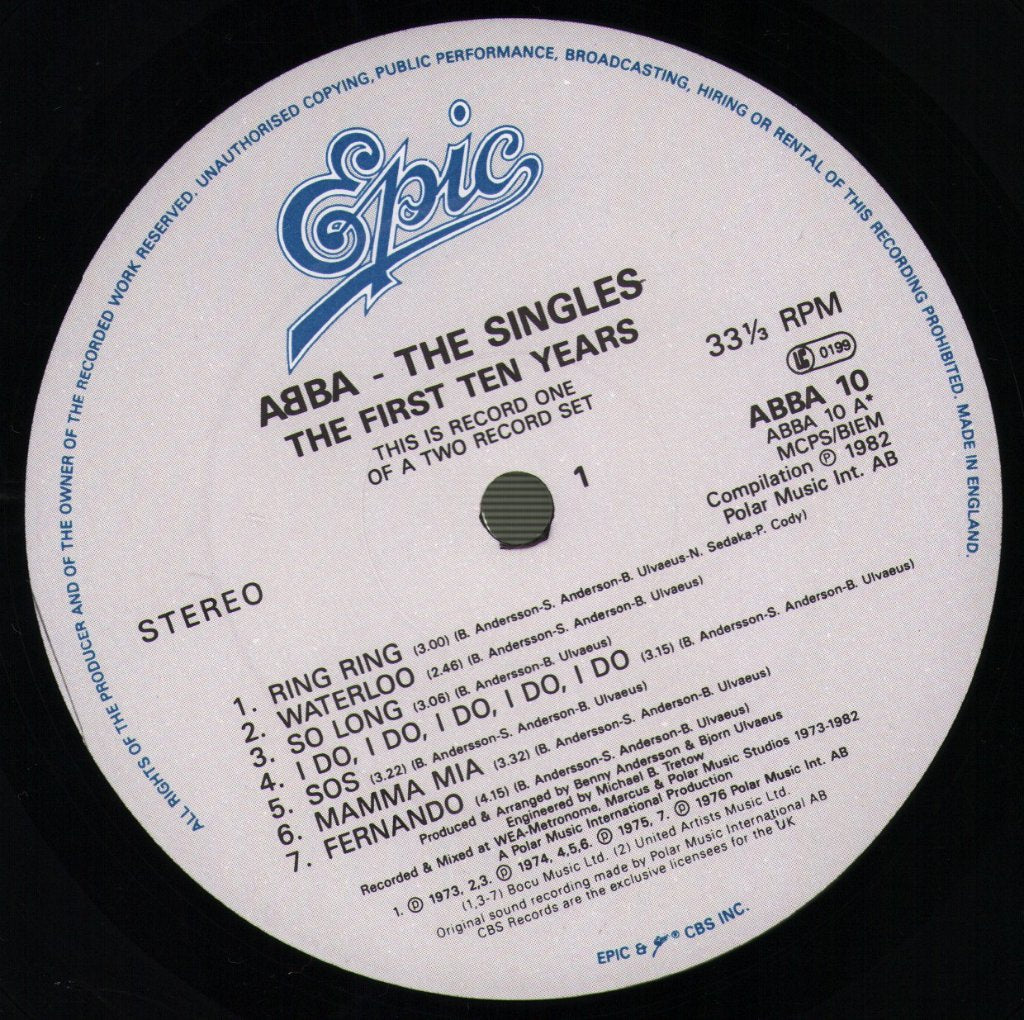 ALL RIGHTS OF THE PRODUCER AND OF THE OWNER OF THE RECORDED WORK RESERVED. UNAUTHORISED COPYING, PUBLIC PERFORMANCE, BROADCASTING, HIRING OR RENTAL OF THIS RECORDING PROHIBITED. MADE IN ENGLAND.
Epic
ABBA - THE SINGLES
THE FIRST TEN YEARS
THIS IS RECORD ONE
OF A TWO RECORD SET
33⅓ RPM
LC 0199
ABBA 10
ABBA 10 A*
MCPS/BIEM
Compilation Ⓟ 1982
Polar Music Int. AB
1
STEREO
1. RING RING (3.00) (B. Andersson-S. Anderson-B. Ulvaeus-N. Sedaka-P. Cody)
2. WATERLOO (2.46) (B. Andersson-S. Anderson-B. Ulvaeus)
3. SO LONG (3.06) (B. Andersson-B. Ulvaeus)
4. I DO, I DO, I DO, I DO, I DO (3.15) (B. Andersson-S. Anderson-B. Ulvaeus)
5. SOS (3.22) (B. Andersson-S. Anderson-B. Ulvaeus)
6. MAMMA MIA (3.32) (B. Andersson-S. Anderson-B. Ulvaeus)
7. FERNANDO (4.15) (B. Andersson-S. Anderson-B. Ulvaeus)
Produced & Arranged by Benny Andersson & Bjorn Ulvaeus
Engineered by Michael B. Tretow
Recorded & Mixed at WEA-Metronome, Marcus & Polar Music Studios 1973-1982
A Polar Music International Production
1. Ⓟ 1973, 2,3. Ⓟ 1974, 4,5,6. Ⓟ 1975, 7. Ⓟ 1976 Polar Music Int. AB
(1,3-7) Bocu Music Ltd. (2) United Artists Music Ltd.
Original sound recording made by Polar Music International AB
CBS Records are the exclusive licensees for the UK
EPIC & ® CBS INC.